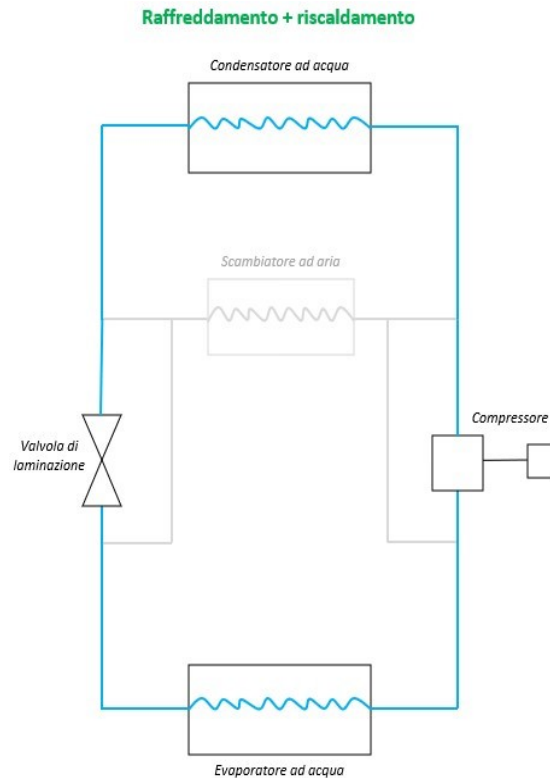 Raffreddamento + riscaldamento
Condensatore ad acqua
Scambiatore ad aria
Compressore
Valvola di
laminazione
Evaporatore ad acqua